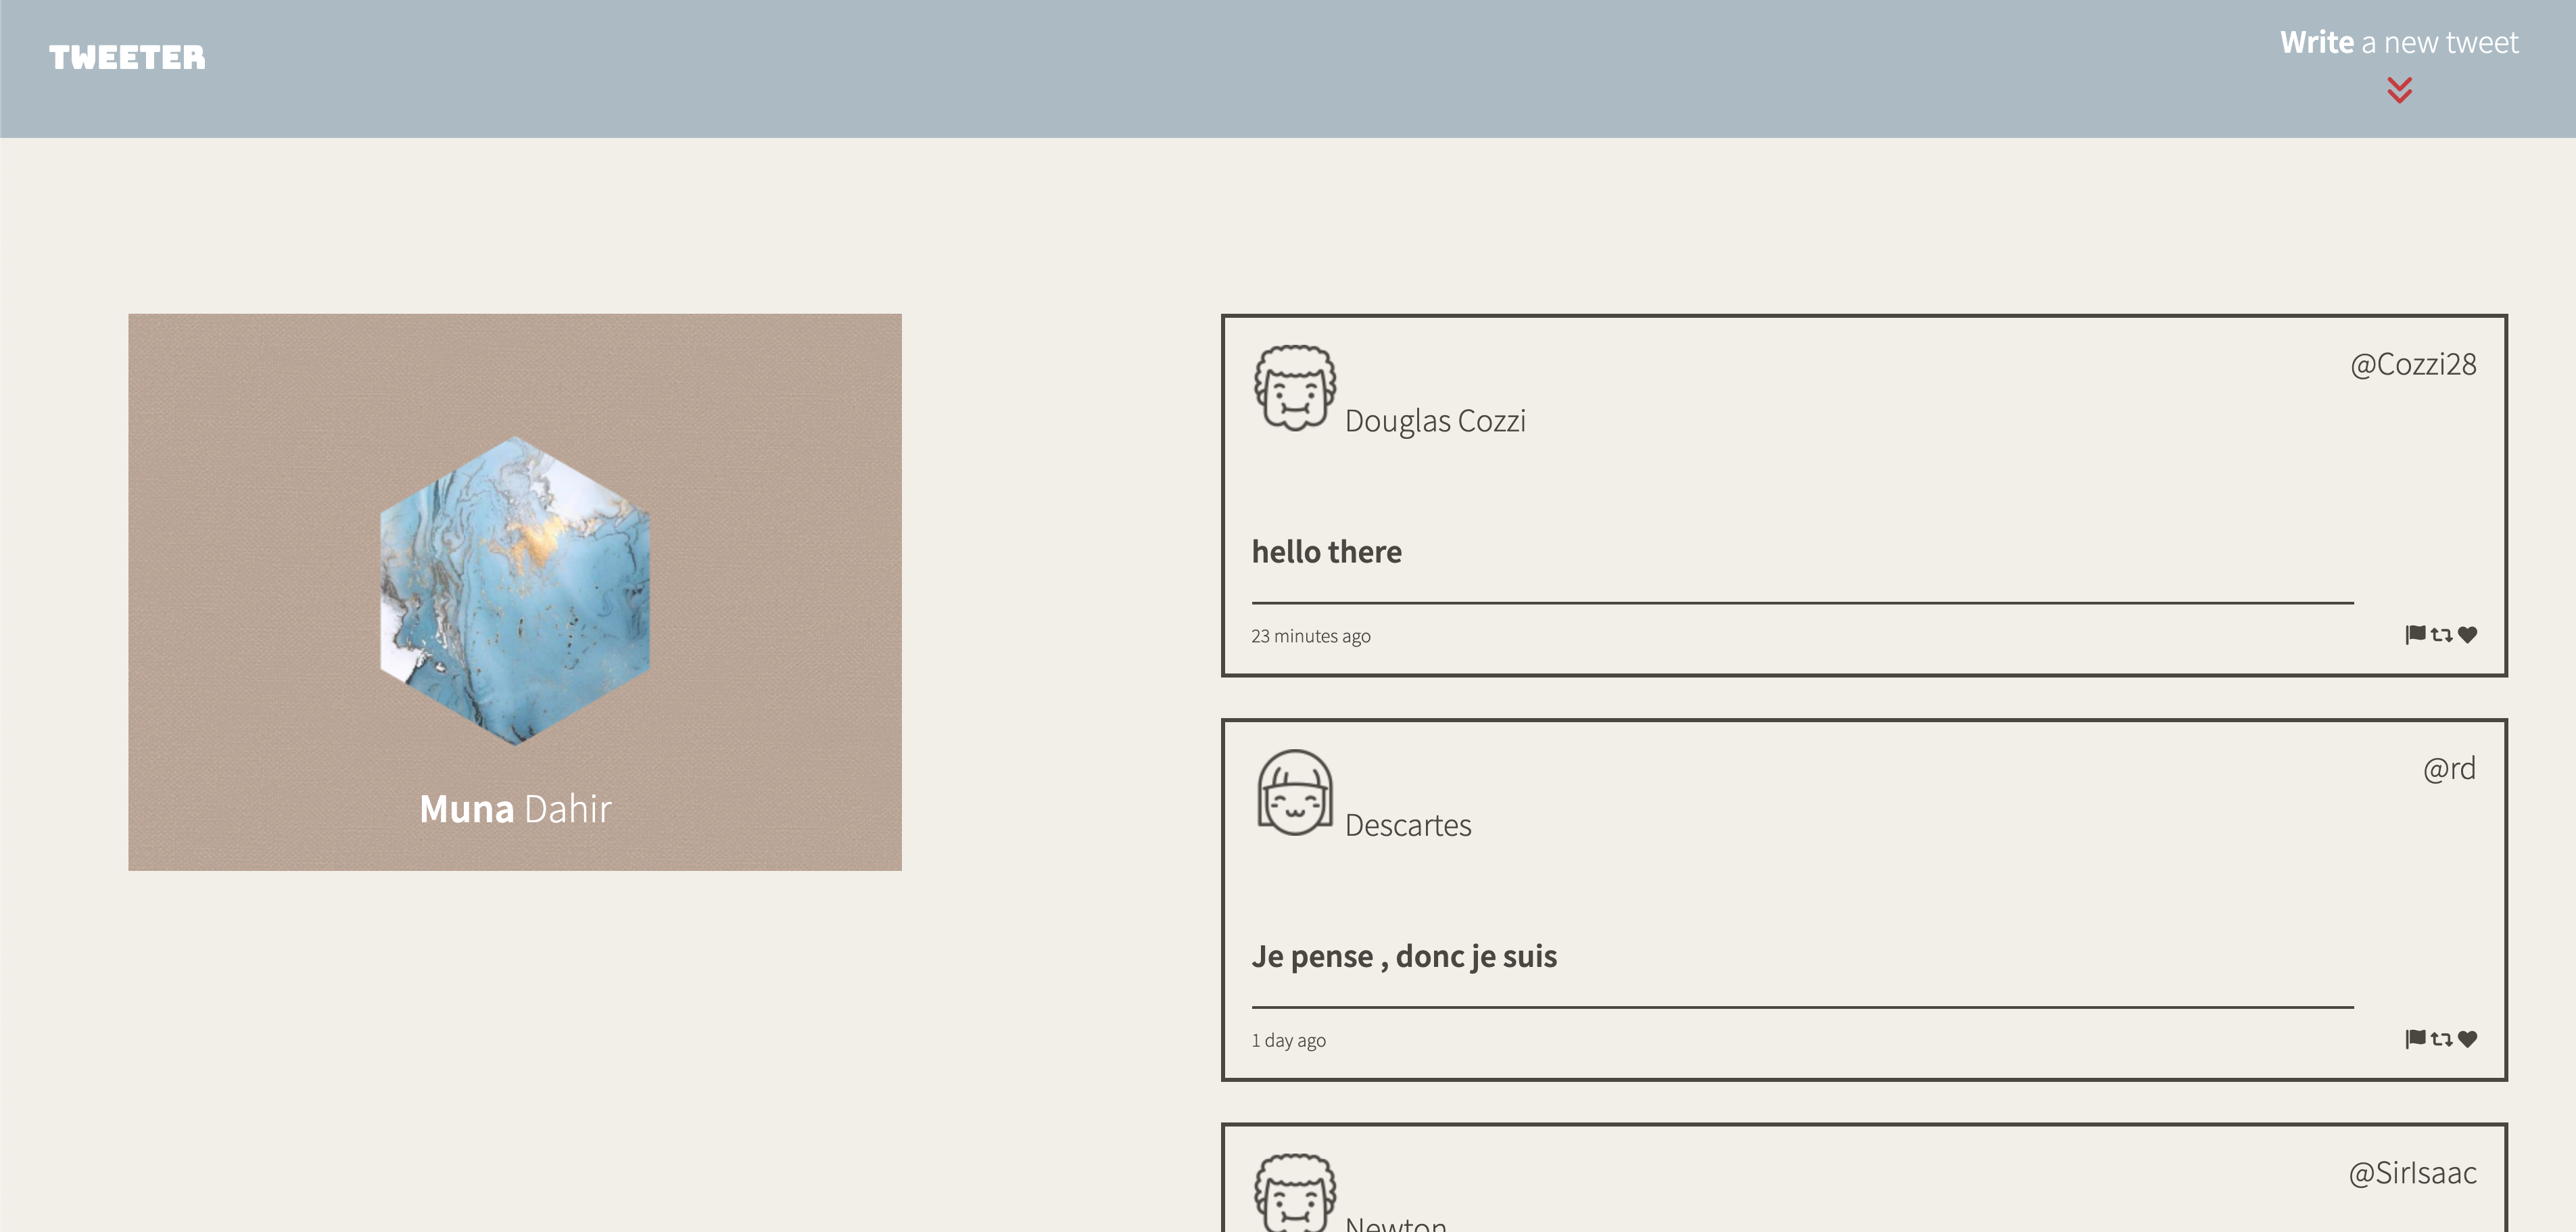 TWEETER
Write a new tweet
Muna Dahir
@Cozzi28
Douglas Cozzi
hello there
23 minutes ago
@rd
Descartes
Je pense , donc je suis
1 day ago
@SirIsaac
Newton